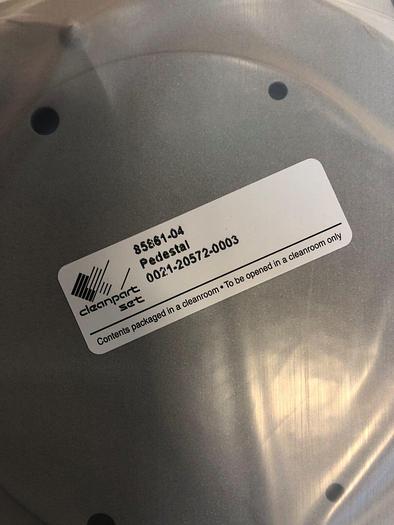 85861-04
Pedestal
0021-20572-0003
cleanpart
set
Contents packaged in a cleanroom • To be opened in a cleanroom only